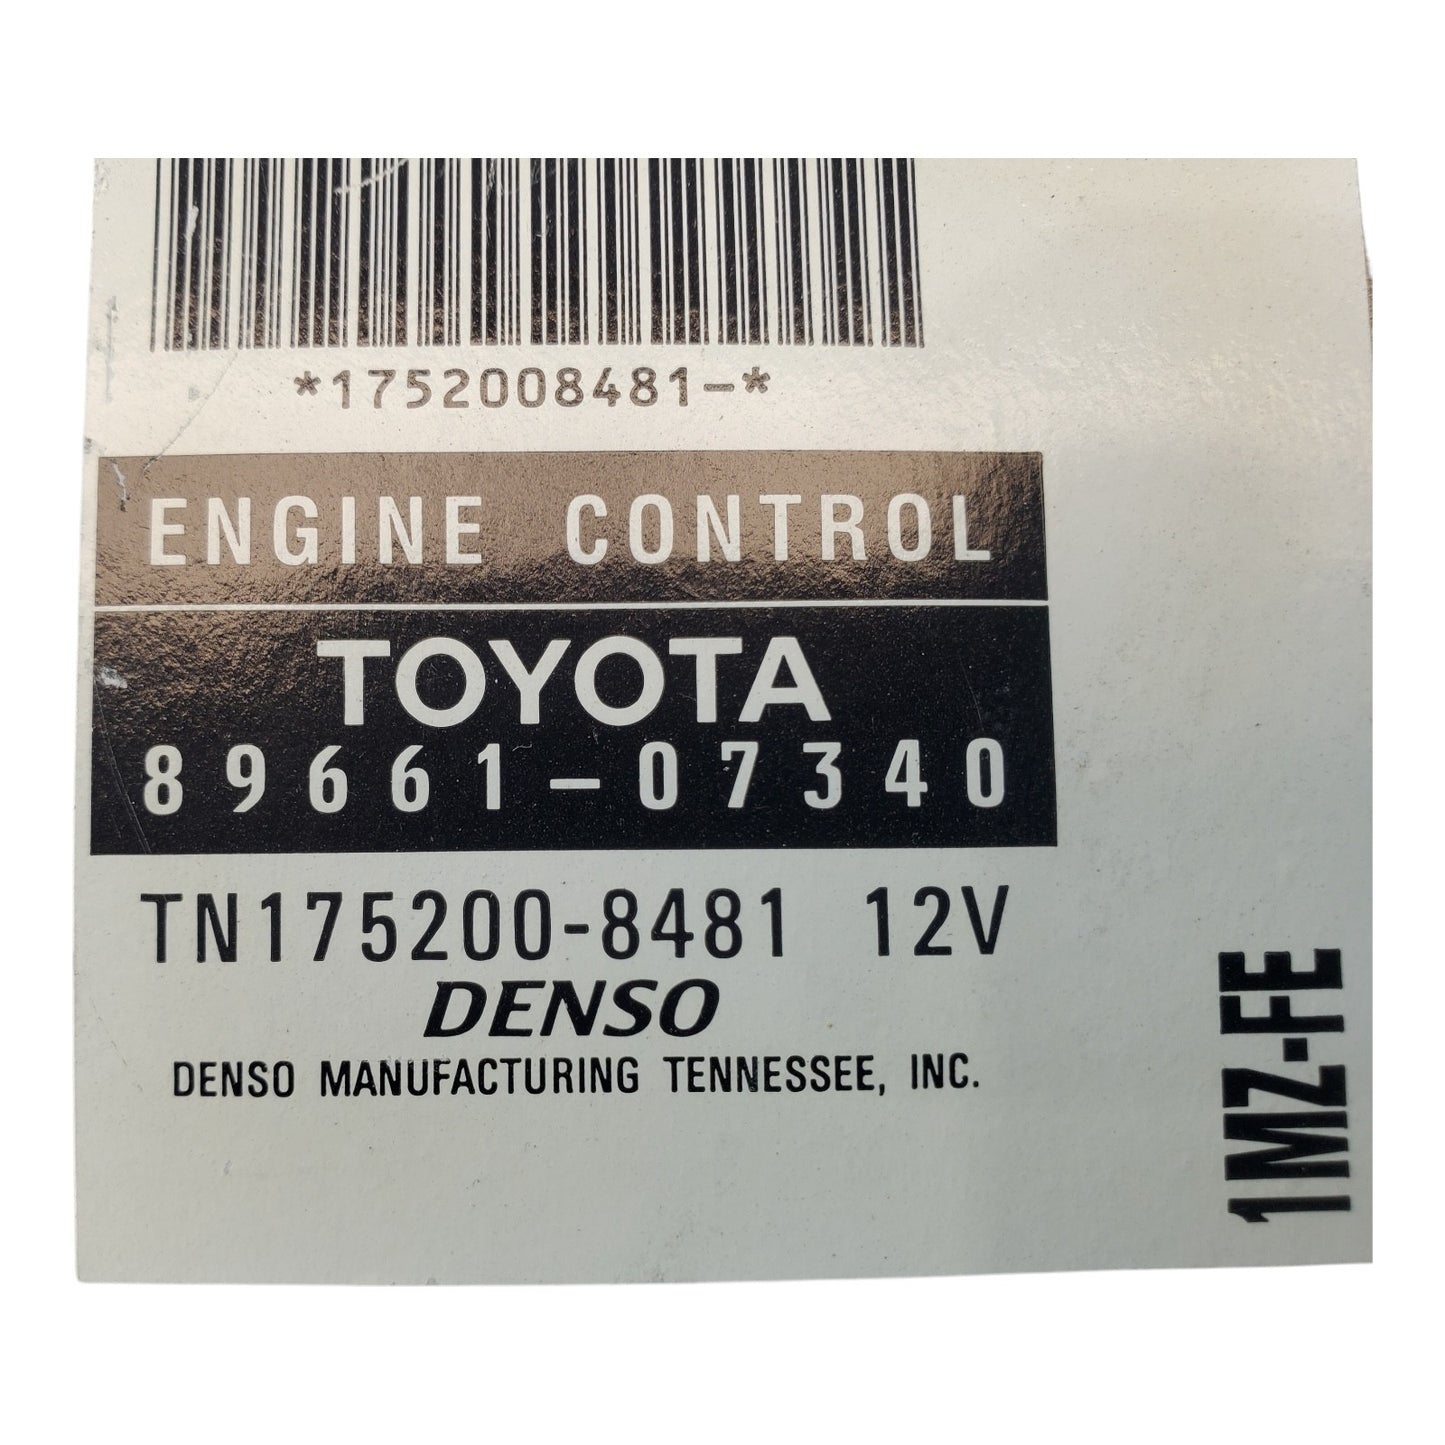 *1752008481-*
ENGINE CONTROL
TOYOTA
89661-07340
TN175200-8481 12V
DENSO
DENSO MANUFACTURING TENNESSEE, INC.
1MZ-FE